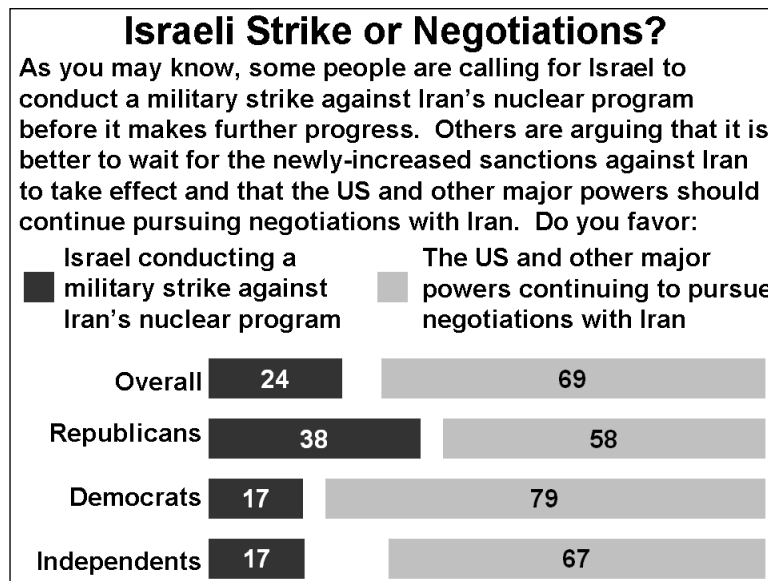 Israeli Strike or Negotiations?
As you may know, some people are calling for Israel to
conduct a military strike against Iran's nuclear program
before it makes further progress.  Others are arguing that it is
better to wait for the newly-increased sanctions against Iran
to take effect and that the US and other major powers should
continue pursuing negotiations with Iran.  Do you favor:
Israel conducting a
military strike against
Iran's nuclear program
The US and other major
powers continuing to pursue
negotiations with Iran
Overall 24 69
Republicans 38 58
Democrats 17 79
Independents 17 67